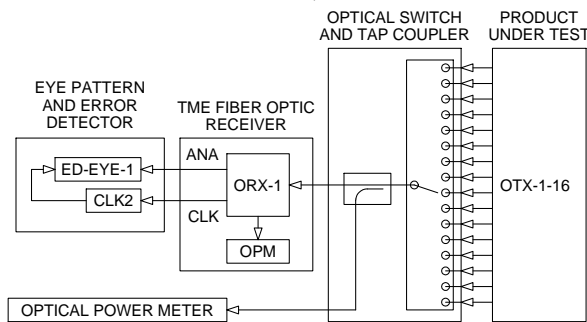 OPTICAL SWITCH
AND TAP COUPLER
PRODUCT
UNDER TEST
EYE PATTERN
AND ERROR
DETECTOR
TME FIBER OPTIC
RECEIVER
ED-EYE-1
CLK2
ANA
CLK
ORX-1
OPM
OTX-1-16
OPTICAL POWER METER